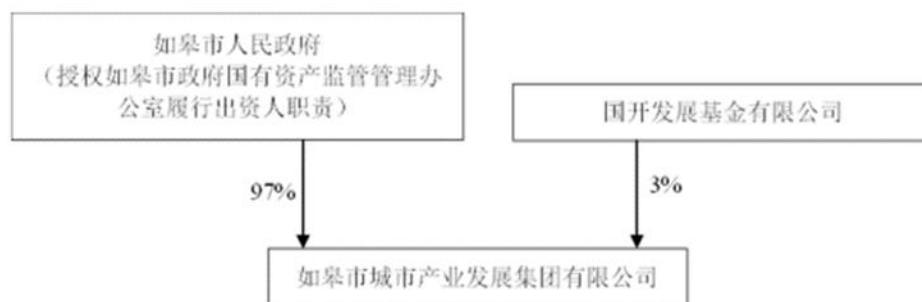 如皋市人民政府
（授权如皋市政府国有资产监管管理办
公室履行出资人职责）
国开发展基金有限公司
97%
3%
如皋市城市产业发展集团有限公司